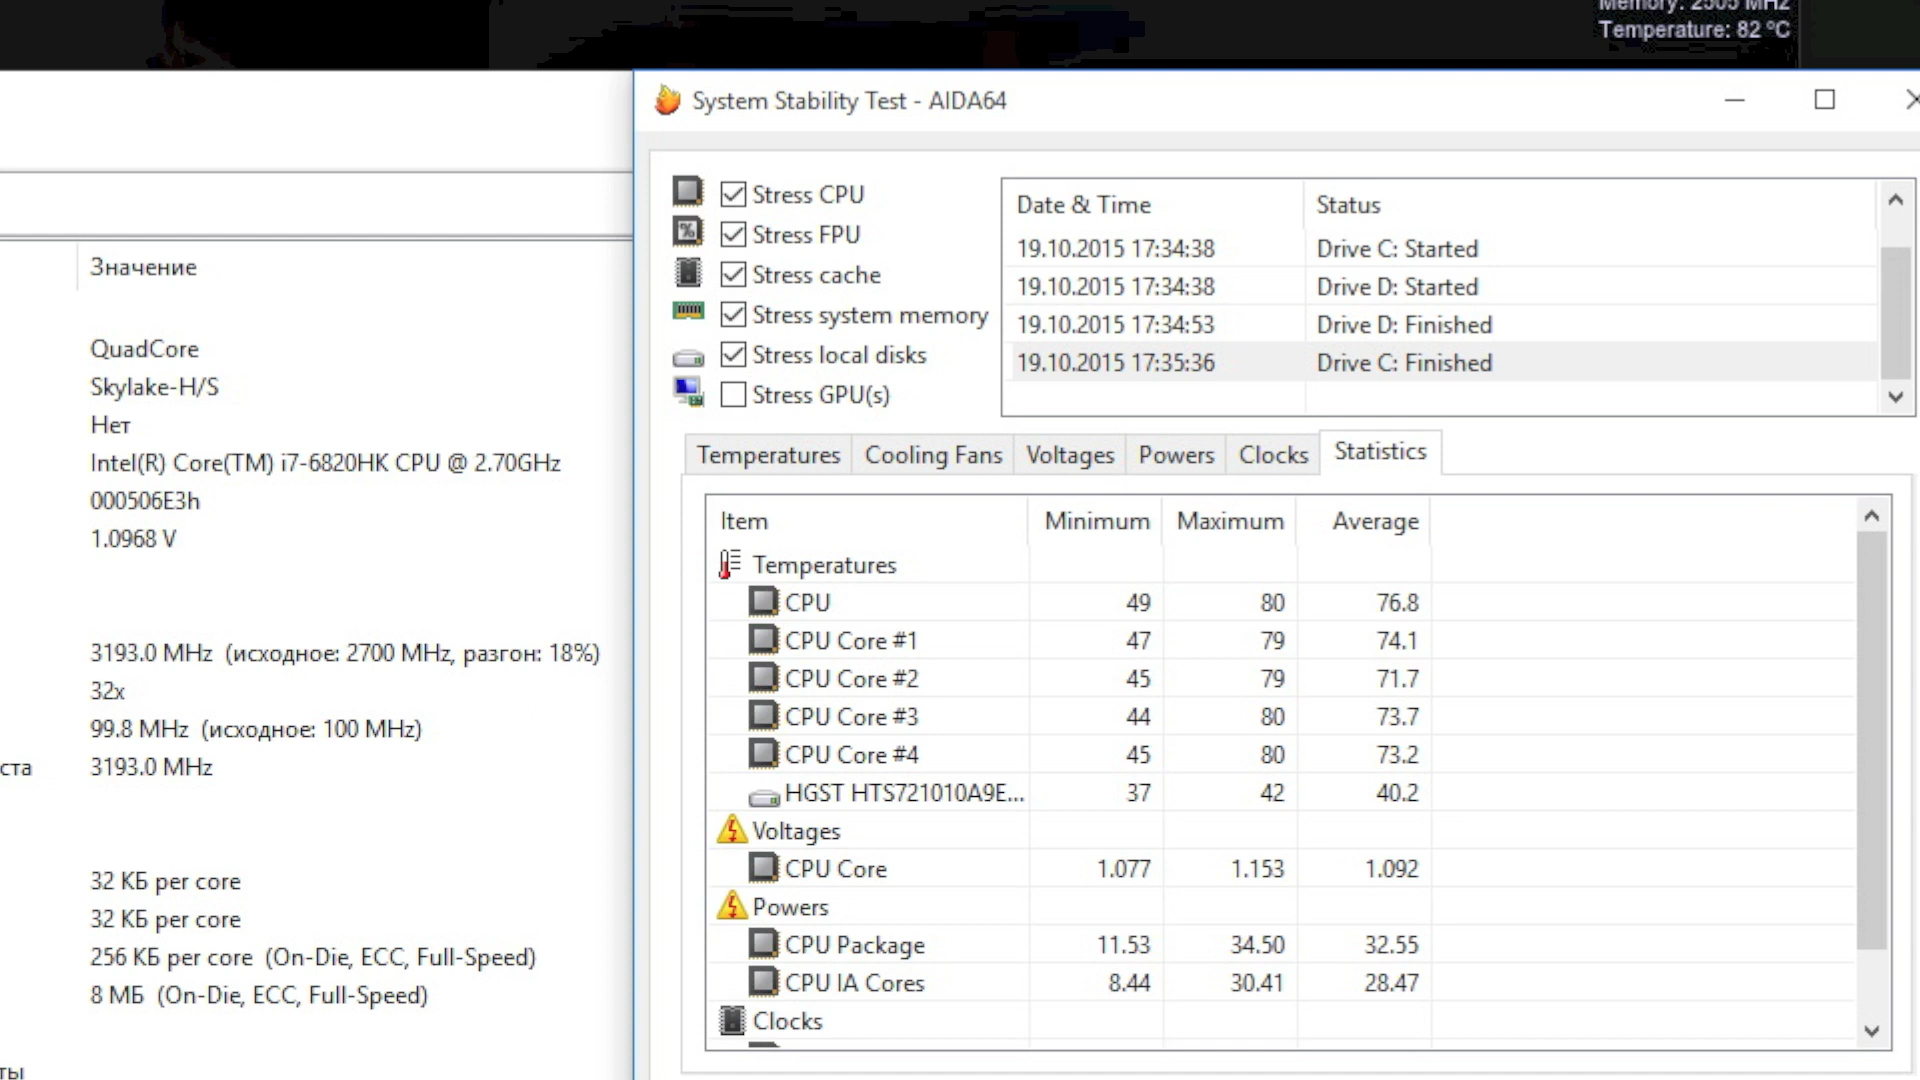 Memory: 2505 MHz
Temperature: 82 °C
Значение
QuadCore
Skylake-H/S
Нет
Intel(R) Core(TM) i7-6820HK CPU @ 2.70GHz
000506E3h
1.0968 V
3193.0 MHz (исходное: 2700 MHz, разгон: 18%)
32x
99.8 MHz (исходное: 100 MHz)
ста 3193.0 MHz
32 КБ per core
32 КБ per core
256 КБ per core (On-Die, ECC, Full-Speed)
8 МБ (On-Die, ECC, Full-Speed)
ты
System Stability Test - AIDA64
Stress CPU
Stress FPU
Stress cache
Stress system memory
Stress local disks
Stress GPU(s)
Date & Time Status
19.10.2015 17:34:38 Drive C: Started
19.10.2015 17:34:38 Drive D: Started
19.10.2015 17:34:53 Drive D: Finished
19.10.2015 17:35:36 Drive C: Finished
Temperatures Cooling Fans Voltages Powers Clocks Statistics
Item Minimum Maximum Average
Temperatures
CPU 49 80 76.8
CPU Core #1 47 79 74.1
CPU Core #2 45 79 71.7
CPU Core #3 44 80 73.7
CPU Core #4 45 80 73.2
HGST HTS721010A9E... 37 42 40.2
Voltages
CPU Core 1.077 1.153 1.092
Powers
CPU Package 11.53 34.50 32.55
CPU IA Cores 8.44 30.41 28.47
Clocks